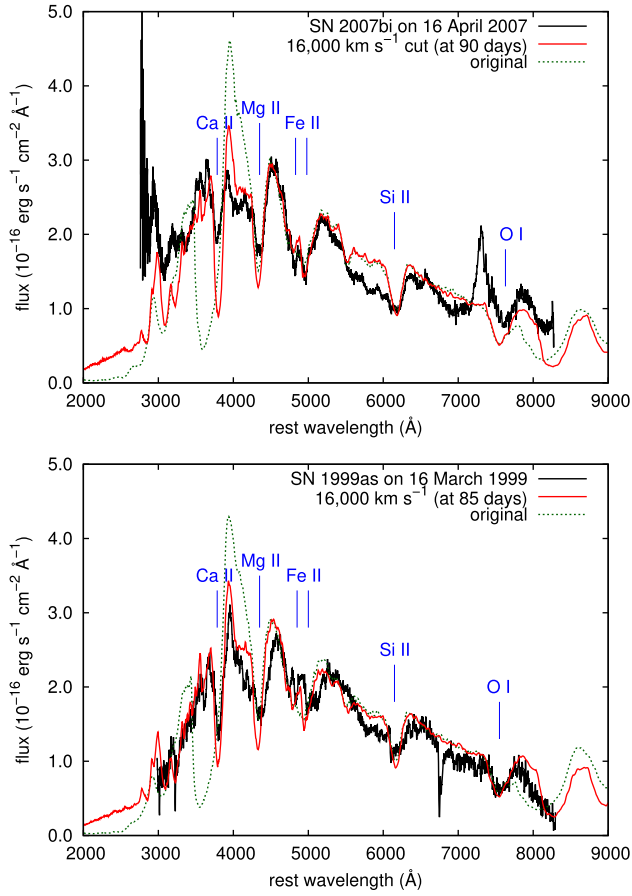 SN 2007bi on 16 April 2007
16,000 km s⁻¹ cut (at 90 days)
original
5.0
4.0
3.0
2.0
1.0
0.0
flux (10⁻¹⁶ erg s⁻¹ cm⁻² Å⁻¹)
Ca II
Mg II
Fe II
Si II
O I
2000 3000 4000 5000 6000 7000 8000 9000
rest wavelength (Å)
SN 1999as on 16 March 1999
16,000 km s⁻¹ (at 85 days)
original
5.0
4.0
3.0
2.0
1.0
0.0
flux (10⁻¹⁶ erg s⁻¹ cm⁻² Å⁻¹)
Ca II
Mg II
Fe II
Si II
O I
2000 3000 4000 5000 6000 7000 8000 9000
rest wavelength (Å)